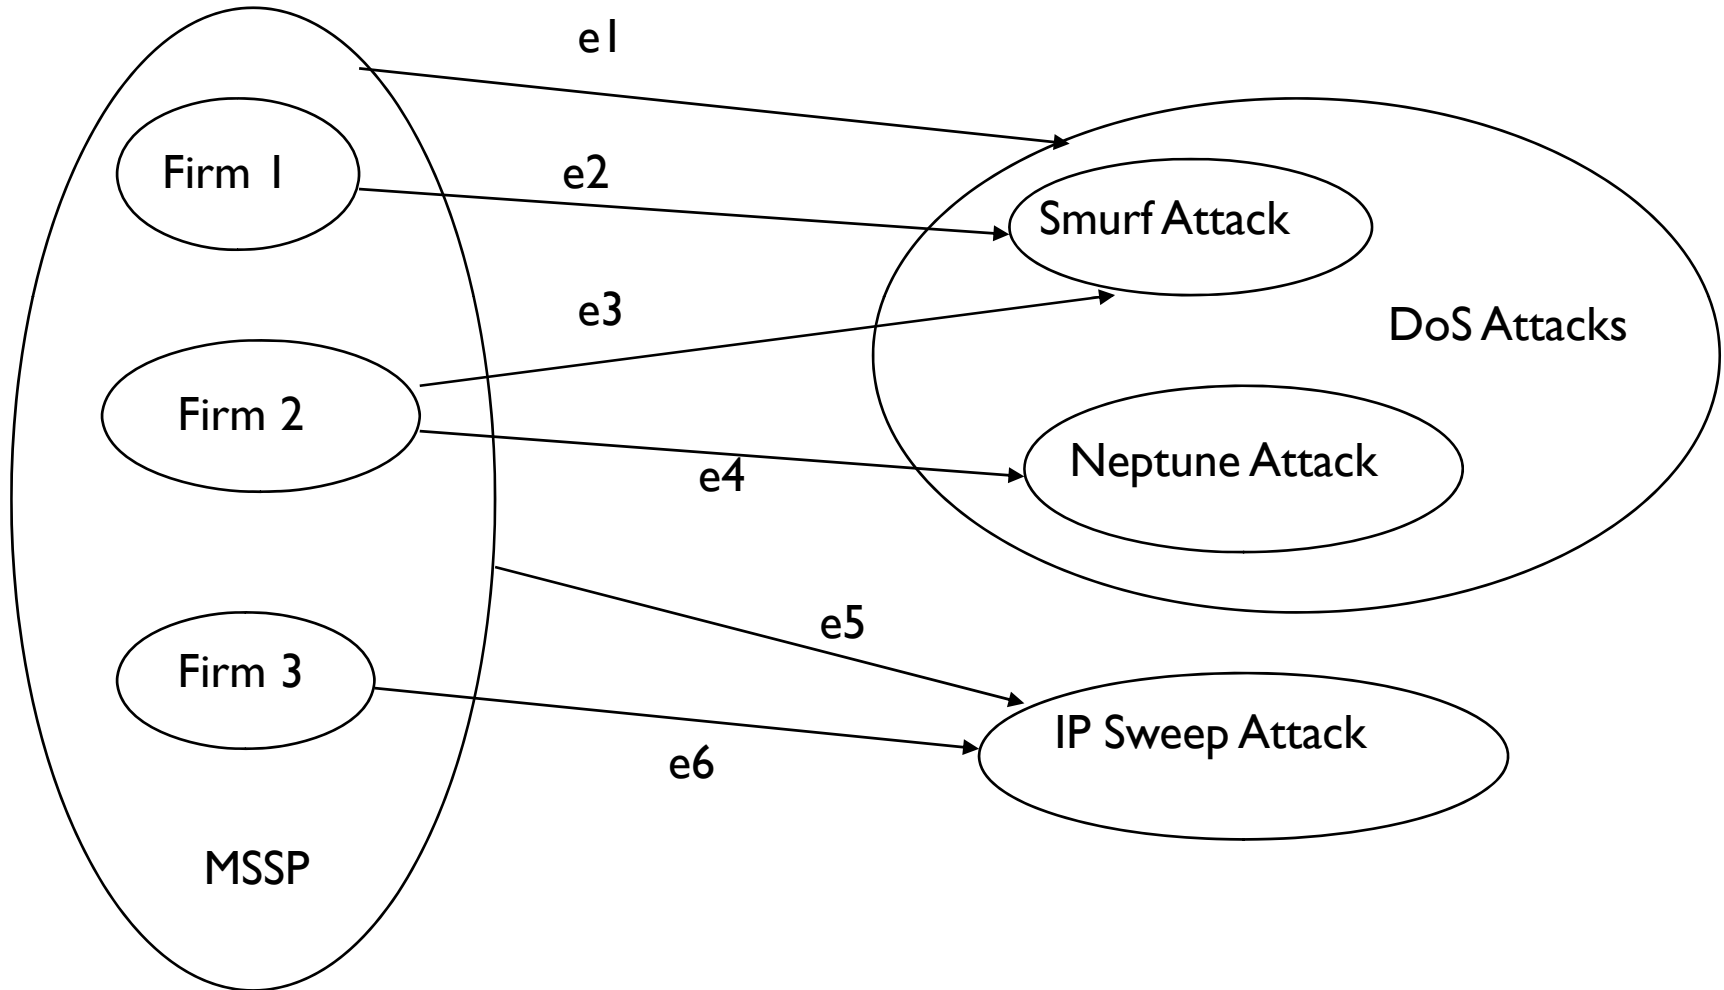 e1
Firm 1
e2
Smurf Attack
e3
DoS Attacks
Firm 2
Neptune Attack
e4
e5
Firm 3
IP Sweep Attack
e6
MSSP